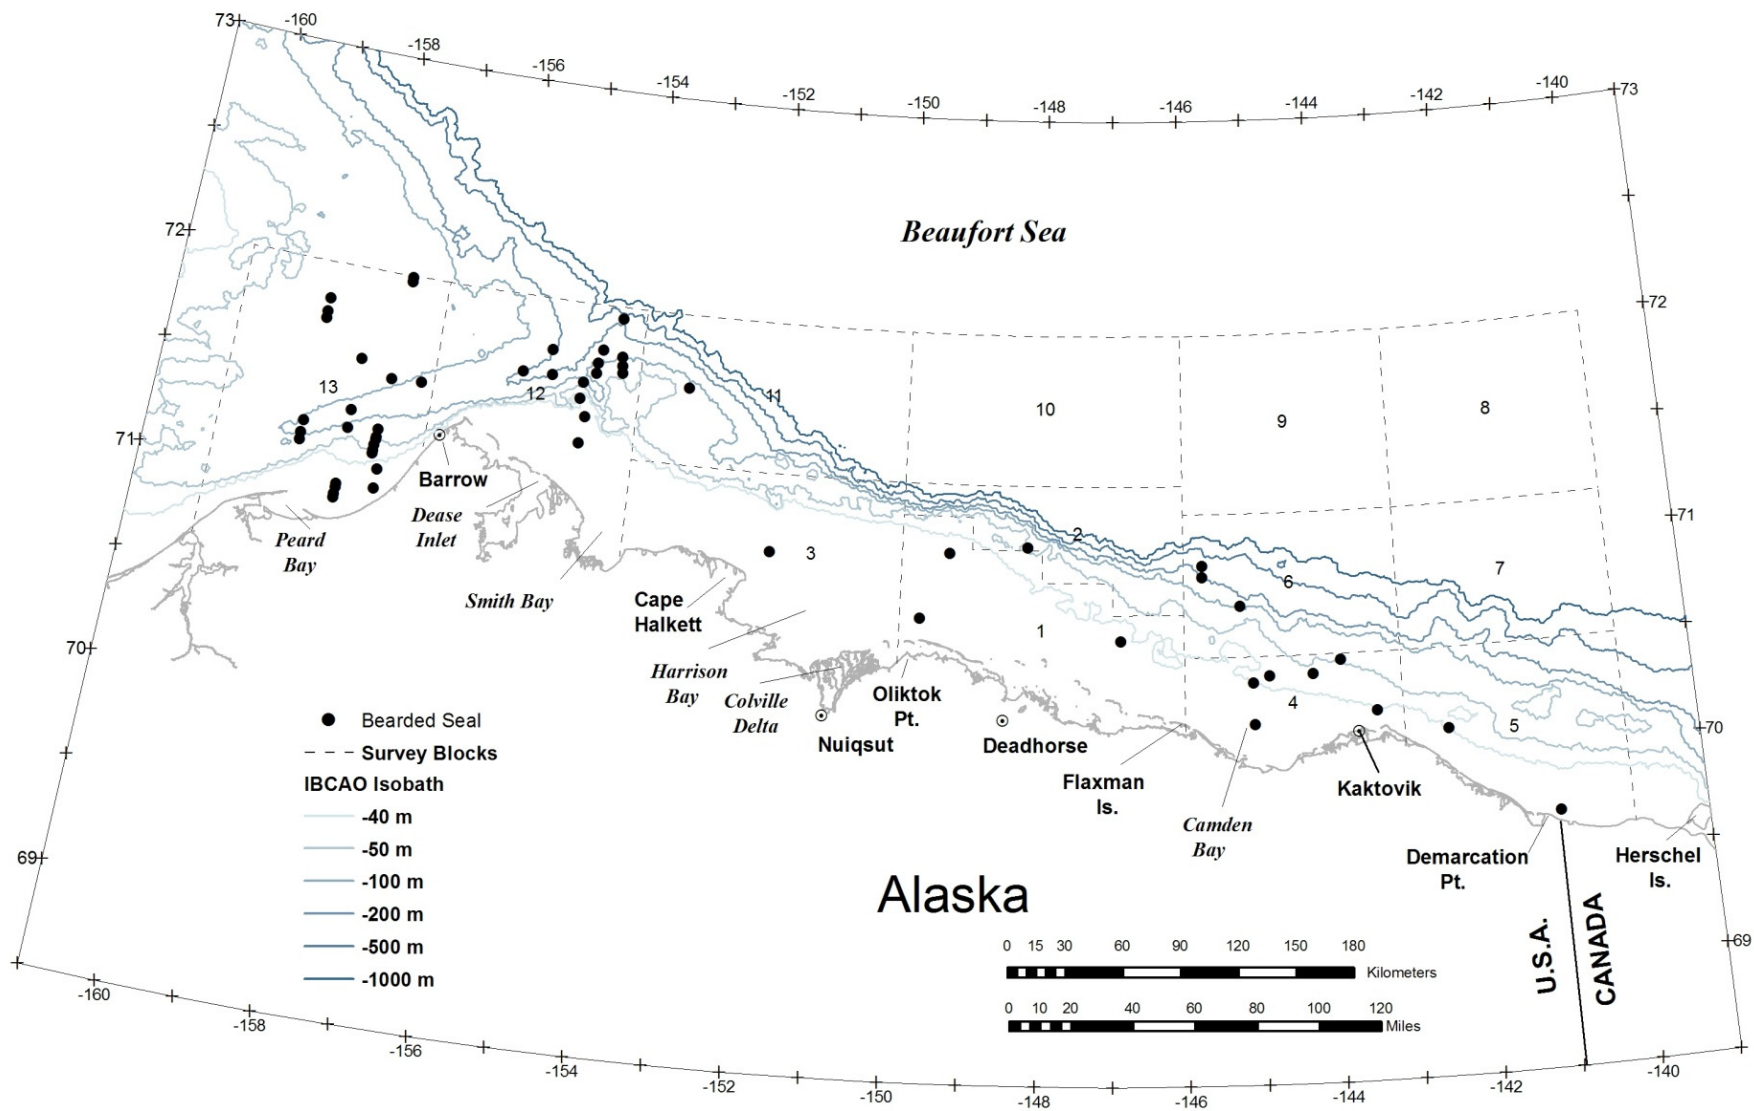 73
-160
-158
-156
-154
-152
-150
-148
-146
-144
-142
-140
73
72
Beaufort Sea
72
13
12
11
10
9
8
71
71
Barrow
Dease
Inlet
Peard
Bay
Smith Bay
3
2
6
7
1
Cape
Halkett
Harrison
Bay
Colville
Delta
Oliktok
Pt.
Nuiqsut
Deadhorse
Flaxman
Is.
4
5
70
70
Kaktovik
Camden
Bay
Demarcation
Pt.
Herschel
Is.
Bearded Seal
Survey Blocks
IBCAO Isobath
-40 m
-50 m
-100 m
-200 m
-500 m
-1000 m
69
Alaska
U.S.A.
CANADA
69
0 15 30 60 90 120 150 180
Kilometers
0 10 20 40 60 80 100 120
Miles
-160
-158
-156
-154
-152
-150
-148
-146
-144
-142
-140